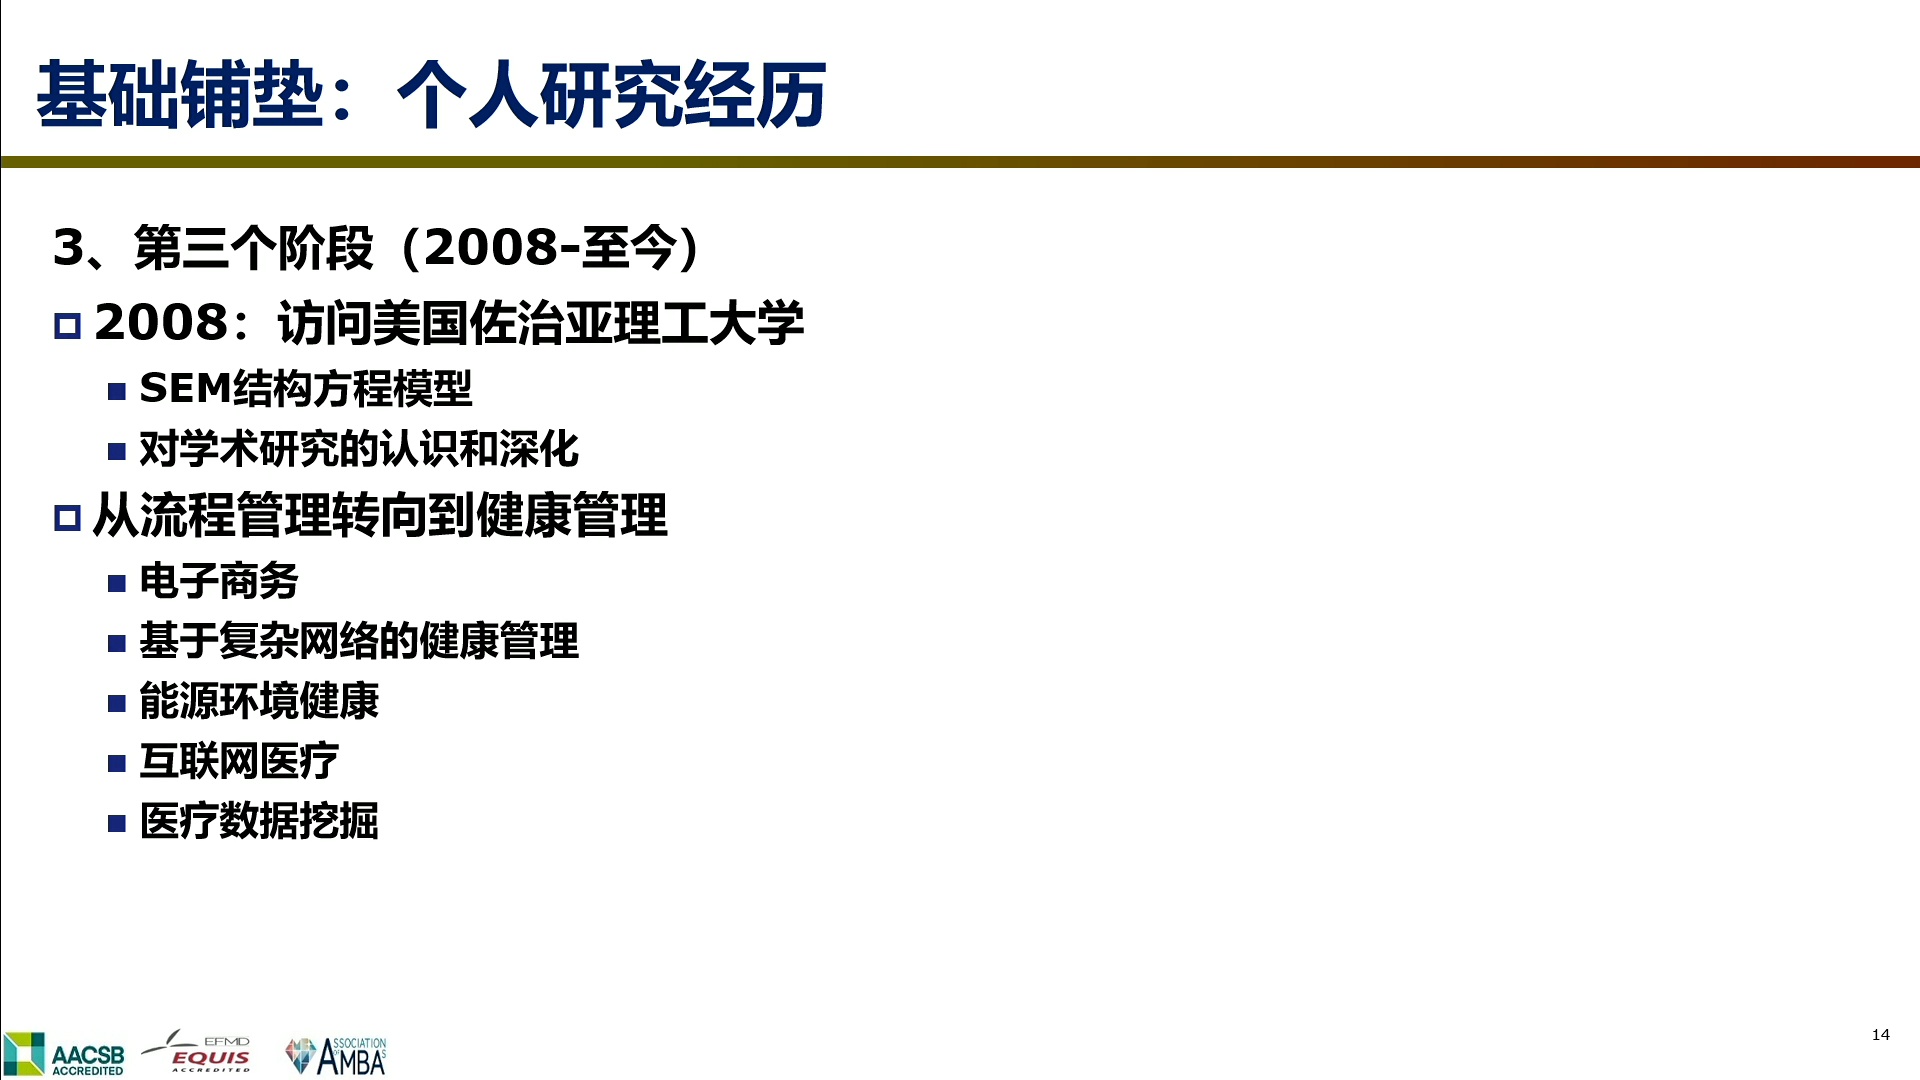 基础铺垫：个人研究经历
3、第三个阶段（2008-至今）
2008：访问美国佐治亚理工大学
SEM结构方程模型
对学术研究的认识和深化
从流程管理转向到健康管理
电子商务
基于复杂网络的健康管理
能源环境健康
互联网医疗
医疗数据挖掘
14
AACSB
ACCREDITED
EFMD
EQUIS
ACCREDITED
ASSOCIATION
OF
AMBAS